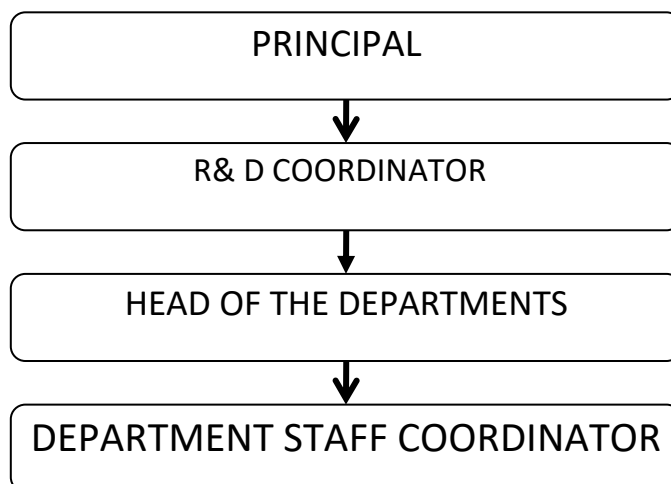 PRINCIPAL
R& D COORDINATOR
HEAD OF THE DEPARTMENTS
DEPARTMENT STAFF COORDINATOR